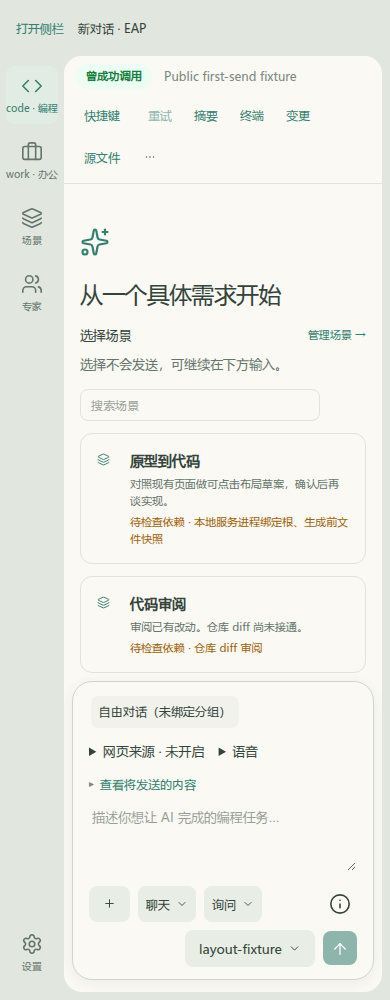 打开侧栏 新对话 · EAP
曾成功调用 Public first-send fixture
快捷键 重试 摘要 终端 变更
源文件 ···
code · 编程
work · 办公
场景
专家
从一个具体需求开始
选择场景 管理场景 →
选择不会发送，可继续在下方输入。
搜索场景
原型到代码
对照现有页面做可点击布局草案，确认后再
谈实现。
待检查依赖 · 本地服务进程绑定根、生成前文
件快照
代码审阅
审阅已有改动。仓库 diff 尚未接通。
待检查依赖 · 仓库 diff 审阅
自由对话（未绑定分组）
▶ 网页来源 · 未开启 ▶ 语音
▸ 查看将发送的内容
描述你想让 AI 完成的编程任务...
+ 聊天 询问
layout-fixture
设置